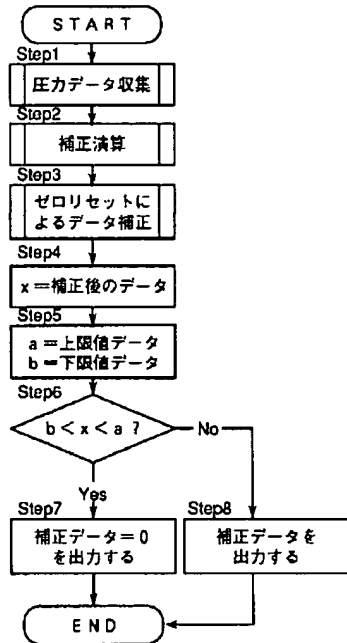 START
Step1
圧力データ収集
Step2
補正演算
Step3
ゼロリセットに
よるデータ補正
Step4
x=補正後のデータ
Step5
a=上限値データ
b=下限値データ
Step6
b<x<a ?
No
Yes
Step7
補正データ=0
を出力する
Step8
補正データを
出力する
END